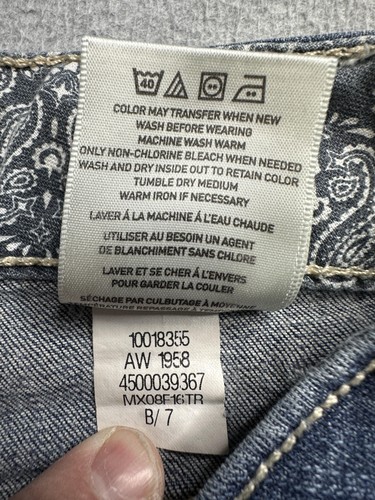 40
COLOR MAY TRANSFER WHEN NEW
WASH BEFORE WEARING
MACHINE WASH WARM
ONLY NON-CHLORINE BLEACH WHEN NEEDED
WASH AND DRY INSIDE OUT TO RETAIN COLOR
TUMBLE DRY MEDIUM
WARM IRON IF NECESSARY
LAVER À LA MACHINE À L'EAU CHAUDE
UTILISER AU BESOIN UN AGENT
DE BLANCHIMENT SANS CHLORE
LAVER ET SE CHER À L'ENVERS
POUR GARDER LA COULER
SÉCHAGE PAR CULBUTAGE À MOYENNE
10018355
AW 1958
4500039367
MX08F16TR
B/ 7